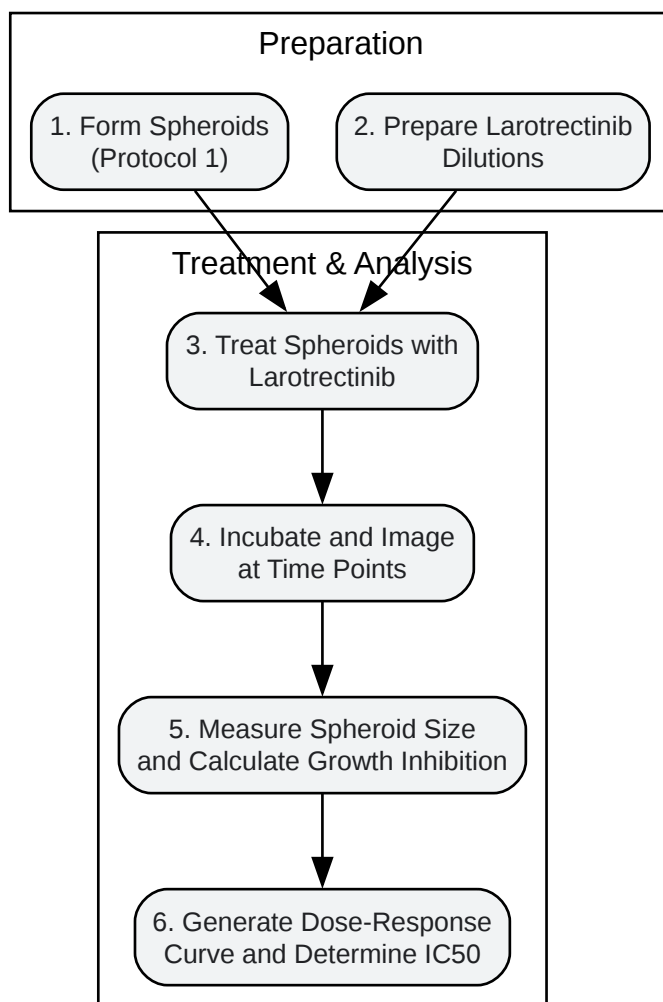 Preparation
1. Form Spheroids
(Protocol 1)
2. Prepare Larotrectinib
Dilutions
Treatment & Analysis
3. Treat Spheroids with
Larotrectinib
4. Incubate and Image
at Time Points
5. Measure Spheroid Size
and Calculate Growth Inhibition
6. Generate Dose-Response
Curve and Determine IC50